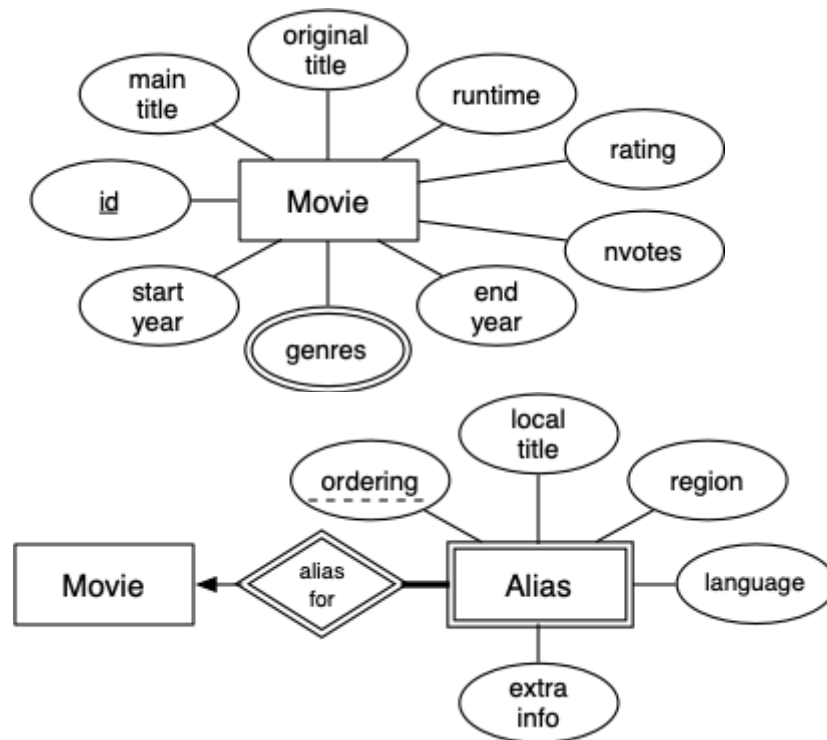 original
title
main
title
runtime
rating
id
Movie
nvotes
start
year
end
year
genres
local
title
ordering
region
Movie
alias
for
Alias
language
extra
info